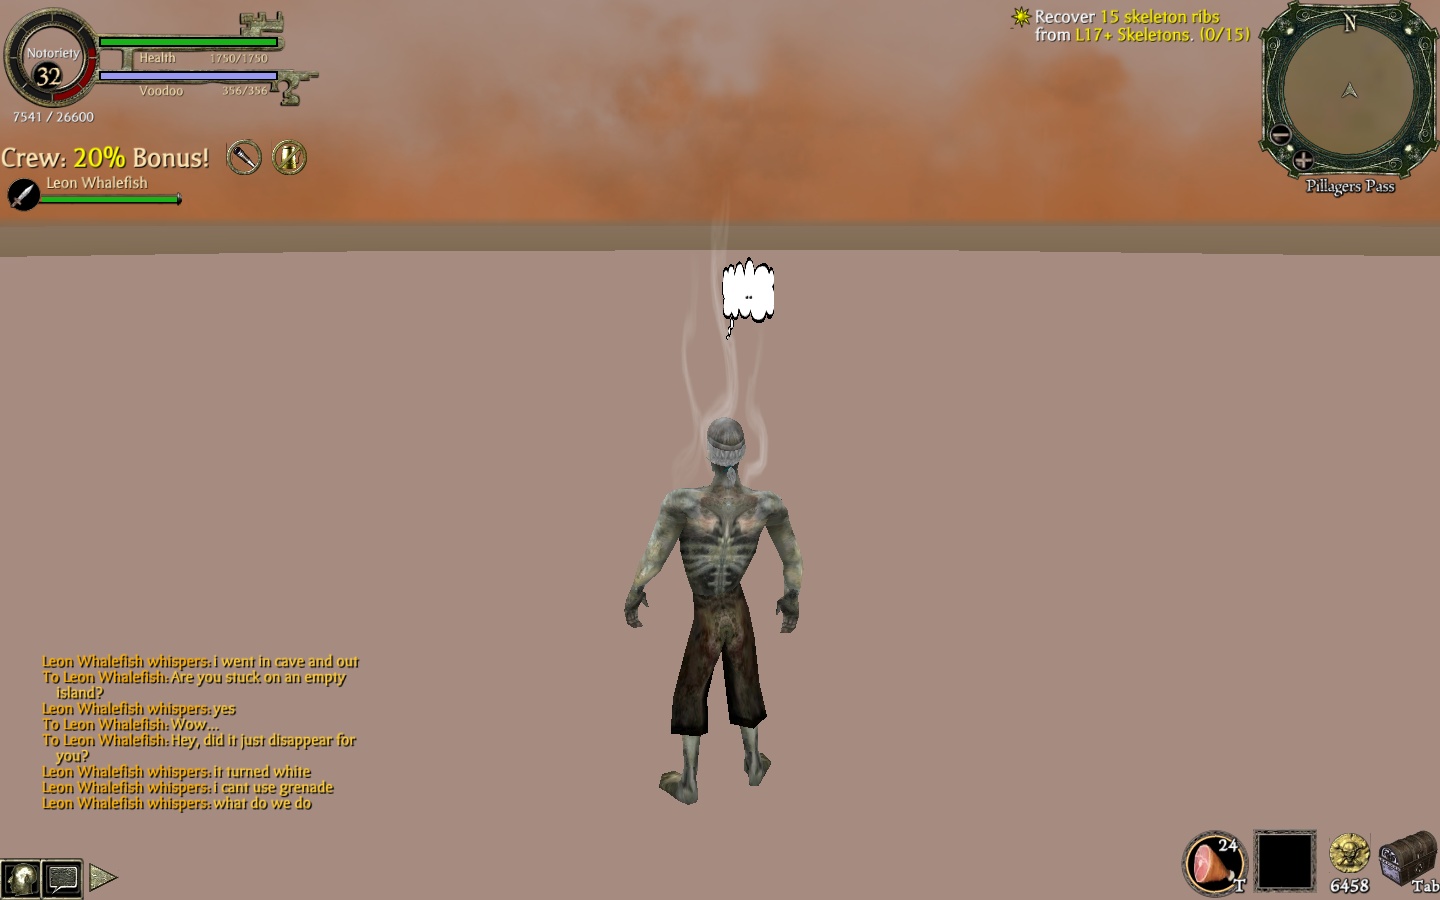 Notoriety
32
Health 1750/1750
Voodoo 356/356
7541 / 26600
Crew: 20% Bonus!
Leon Whalefish
Recover 15 skeleton ribs
from L17+ Skeletons. (0/15)
N
Pillagers Pass
..
Leon Whalefish whispers: i went in cave and out
To Leon Whalefish: Are you stuck on an empty
island?
Leon Whalefish whispers: yes
To Leon Whalefish: Wow...
To Leon Whalefish: Hey, did it just disappear for
you?
Leon Whalefish whispers: it turned white
Leon Whalefish whispers: i cant use grenade
Leon Whalefish whispers: what do we do
24
T
6458
Tab